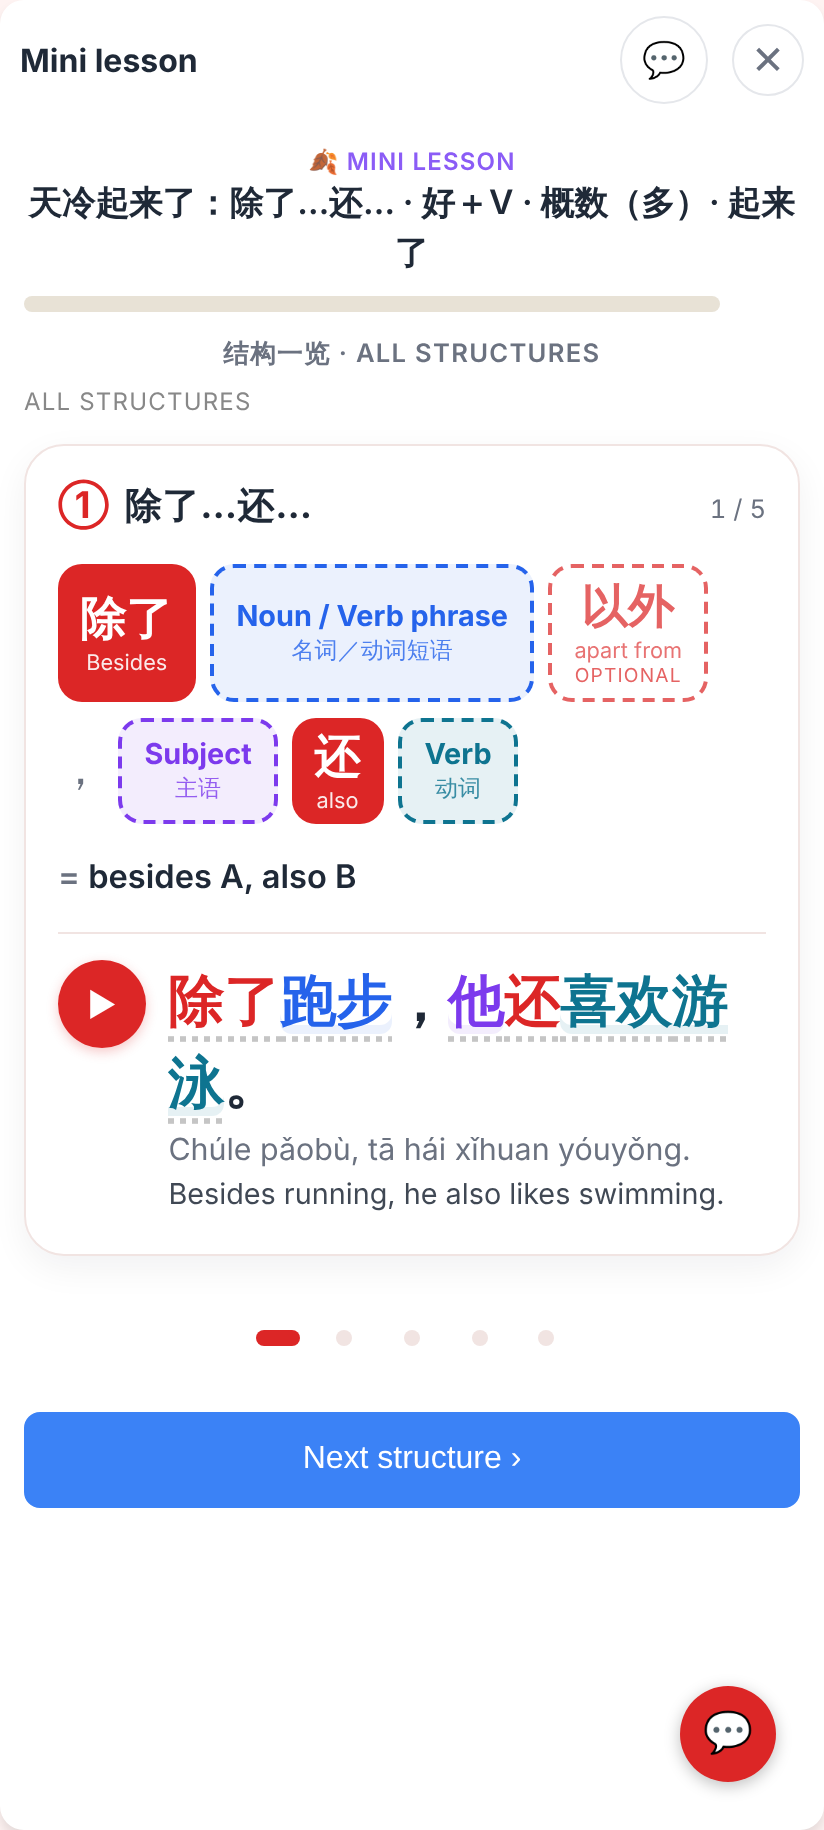 Mini lesson
🍂 MINI LESSON
天冷起来了：除了…还… · 好＋V · 概数（多）· 起来
了
结构一览 · ALL STRUCTURES
ALL STRUCTURES
① 除了…还… 1 / 5
除了 Noun / Verb phrase 以外
Besides 名词／动词短语 apart from
OPTIONAL
， Subject 还 Verb
主语 also 动词
= besides A, also B
除了跑步，他还喜欢游
泳。
Chúle pǎobù, tā hái xǐhuan yóuyǒng.
Besides running, he also likes swimming.
Next structure ›